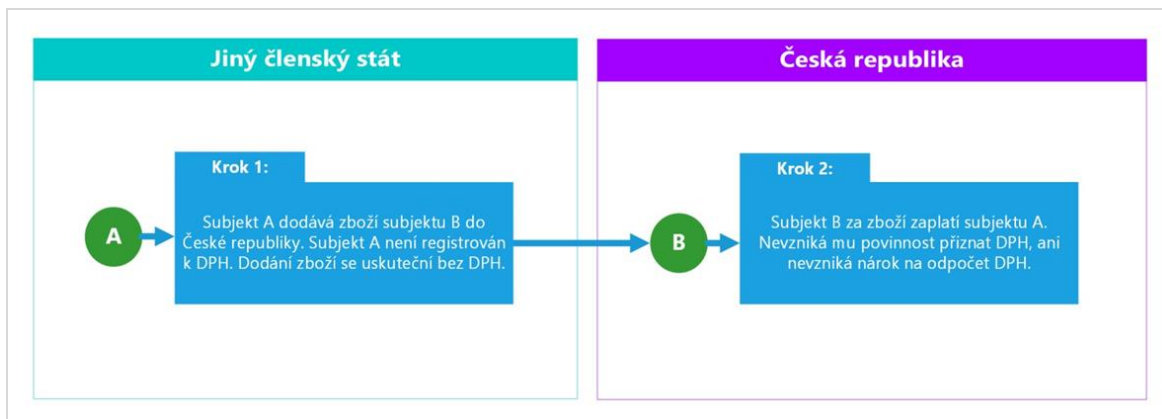 Jiný členský stát
Česká republika
Krok 1:
Subjekt A dodává zboží subjektu B do
České republiky. Subjekt A není registrován
k DPH. Dodání zboží se uskuteční bez DPH.
A
B
Krok 2:
Subjekt B za zboží zaplatí subjektu A.
Nevzniká mu povinnost přiznat DPH, ani
nevzniká nárok na odpočet DPH.